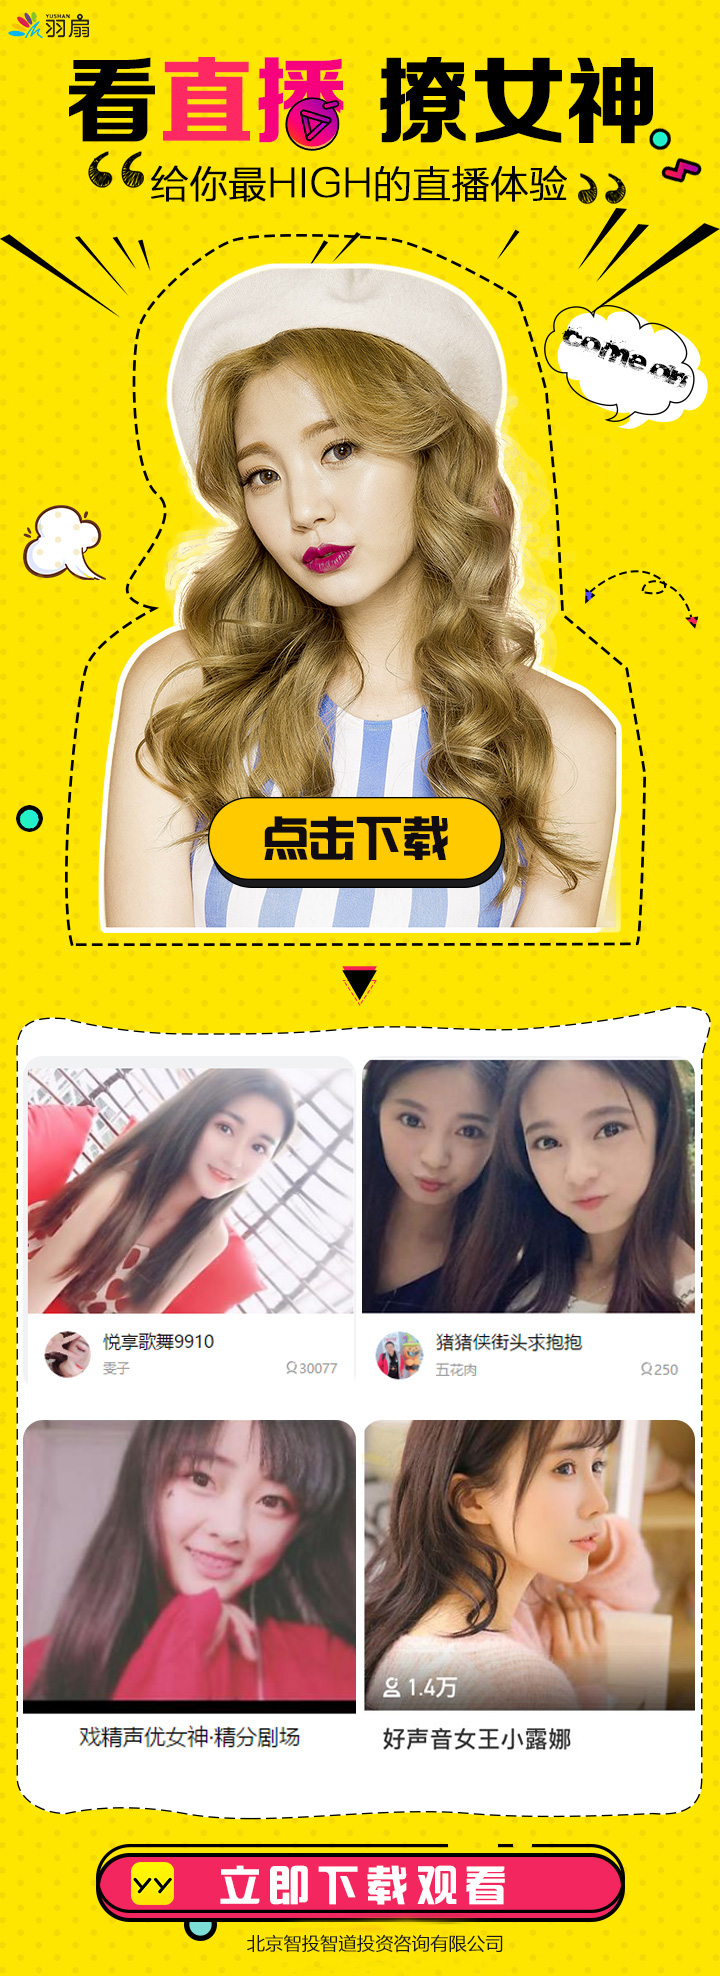 YUSHAN
羽扇
看直播 撩女神
“给你最HIGH的直播体验”
come on
点击下载
悦享歌舞9910
雯子 30077
猪猪侠街头求抱抱
五花肉 250
1.4万
戏精声优女神·精分剧场
好声音女王小露娜
YY 立即下载观看
北京智投智道投资咨询有限公司